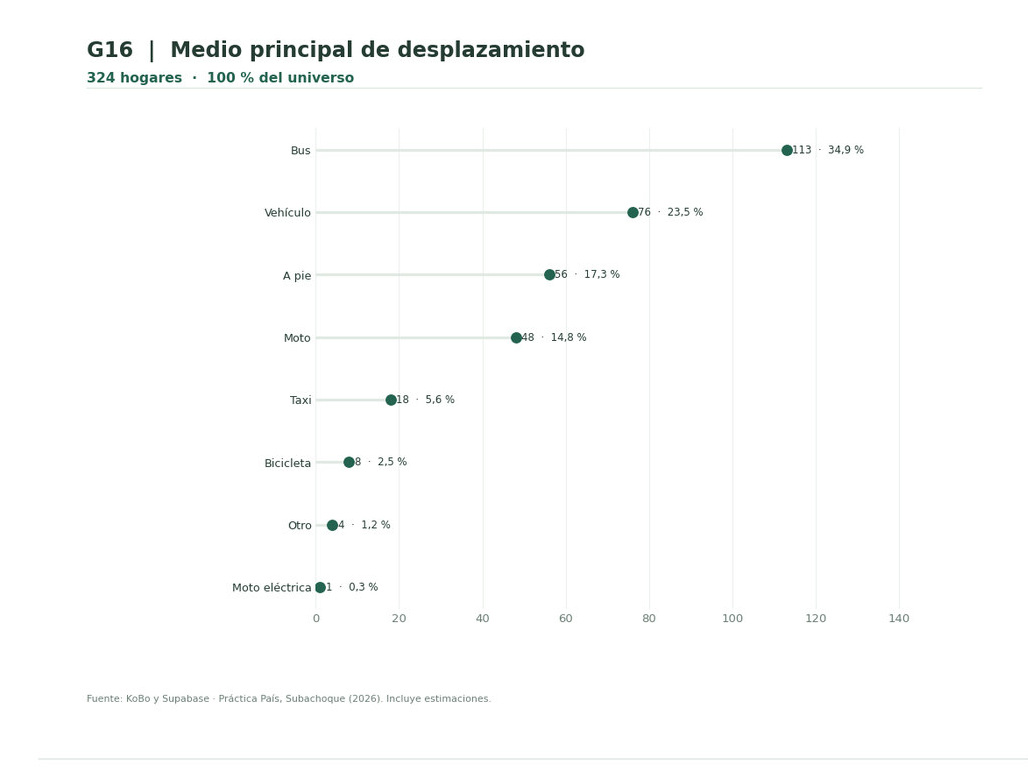 G16 | Medio principal de desplazamiento
324 hogares · 100 % del universo
Bus 113 · 34,9 %
Vehículo 76 · 23,5 %
A pie 56 · 17,3 %
Moto 48 · 14,8 %
Taxi 18 · 5,6 %
Bicicleta 8 · 2,5 %
Otro 4 · 1,2 %
Moto eléctrica 1 · 0,3 %
0 20 40 60 80 100 120 140
Fuente: KoBo y Supabase · Práctica País, Subachoque (2026). Incluye estimaciones.